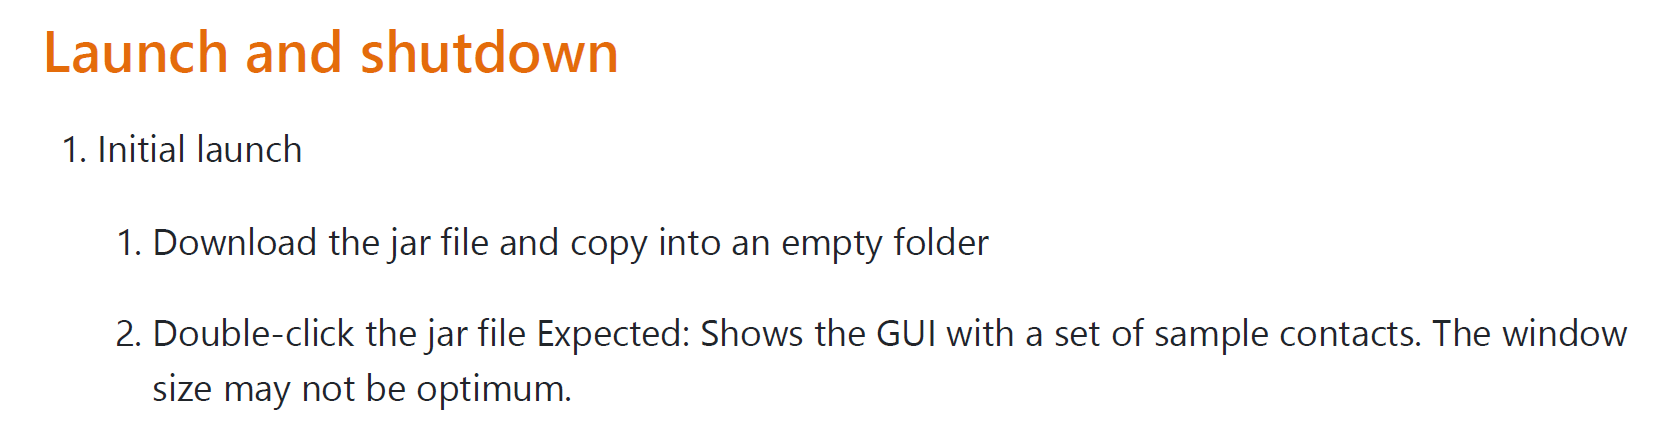 Launch and shutdown
1. Initial launch
1. Download the jar file and copy into an empty folder
2. Double-click the jar file Expected: Shows the GUI with a set of sample contacts. The window
size may not be optimum.